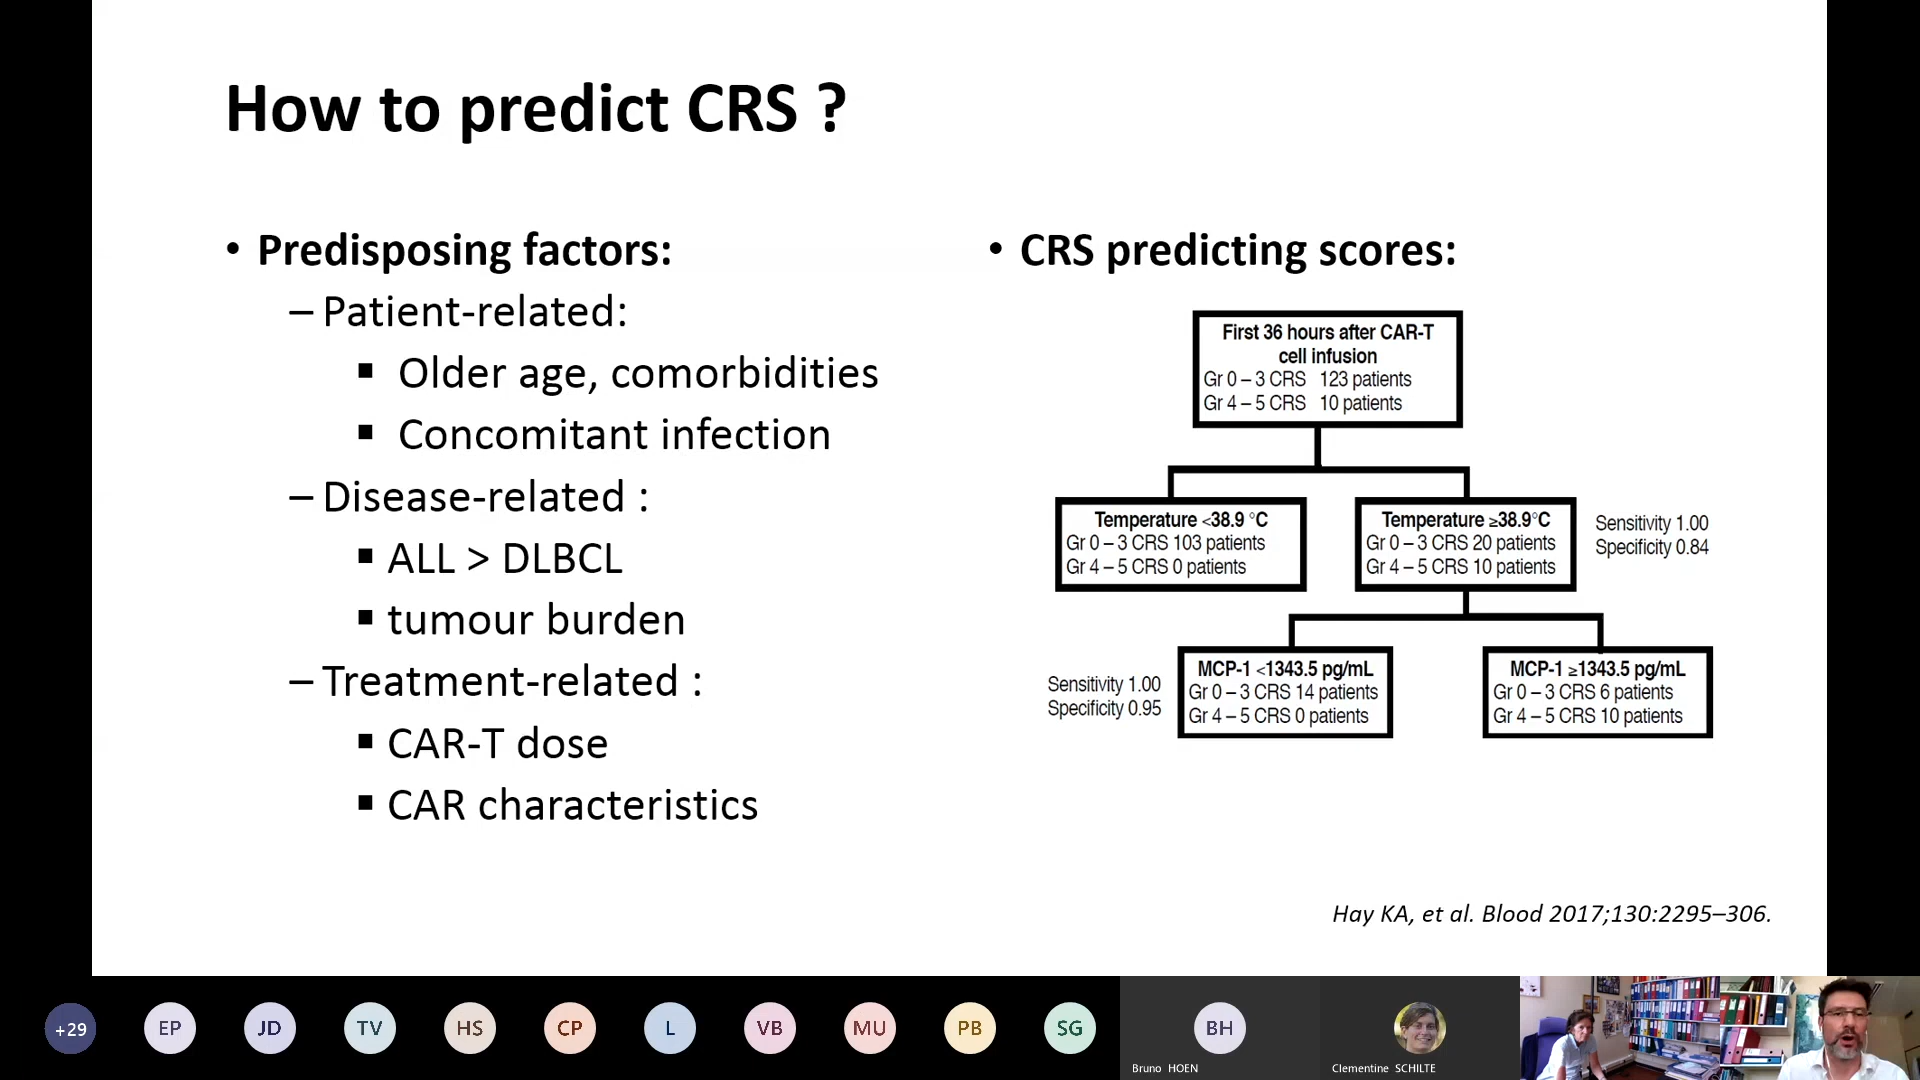 How to predict CRS ?
• Predisposing factors:
– Patient-related:
▪ Older age, comorbidities
▪ Concomitant infection
– Disease-related :
▪ ALL > DLBCL
▪ tumour burden
– Treatment-related :
▪ CAR-T dose
▪ CAR characteristics
• CRS predicting scores:
First 36 hours after CAR-T
cell infusion
Gr 0 – 3 CRS 123 patients
Gr 4 – 5 CRS 10 patients
Temperature <38.9 °C
Gr 0 – 3 CRS 103 patients
Gr 4 – 5 CRS 0 patients
Temperature ≥38.9°C
Gr 0 – 3 CRS 20 patients
Gr 4 – 5 CRS 10 patients
Sensitivity 1.00
Specificity 0.84
Sensitivity 1.00
Specificity 0.95
MCP-1 <1343.5 pg/mL
Gr 0 – 3 CRS 14 patients
Gr 4 – 5 CRS 0 patients
MCP-1 ≥1343.5 pg/mL
Gr 0 – 3 CRS 6 patients
Gr 4 – 5 CRS 10 patients
Hay KA, et al. Blood 2017;130:2295–306.
+29
EP
JD
TV
HS
CP
L
VB
MU
PB
SG
BH
Bruno HOEN
Clementine SCHILTE